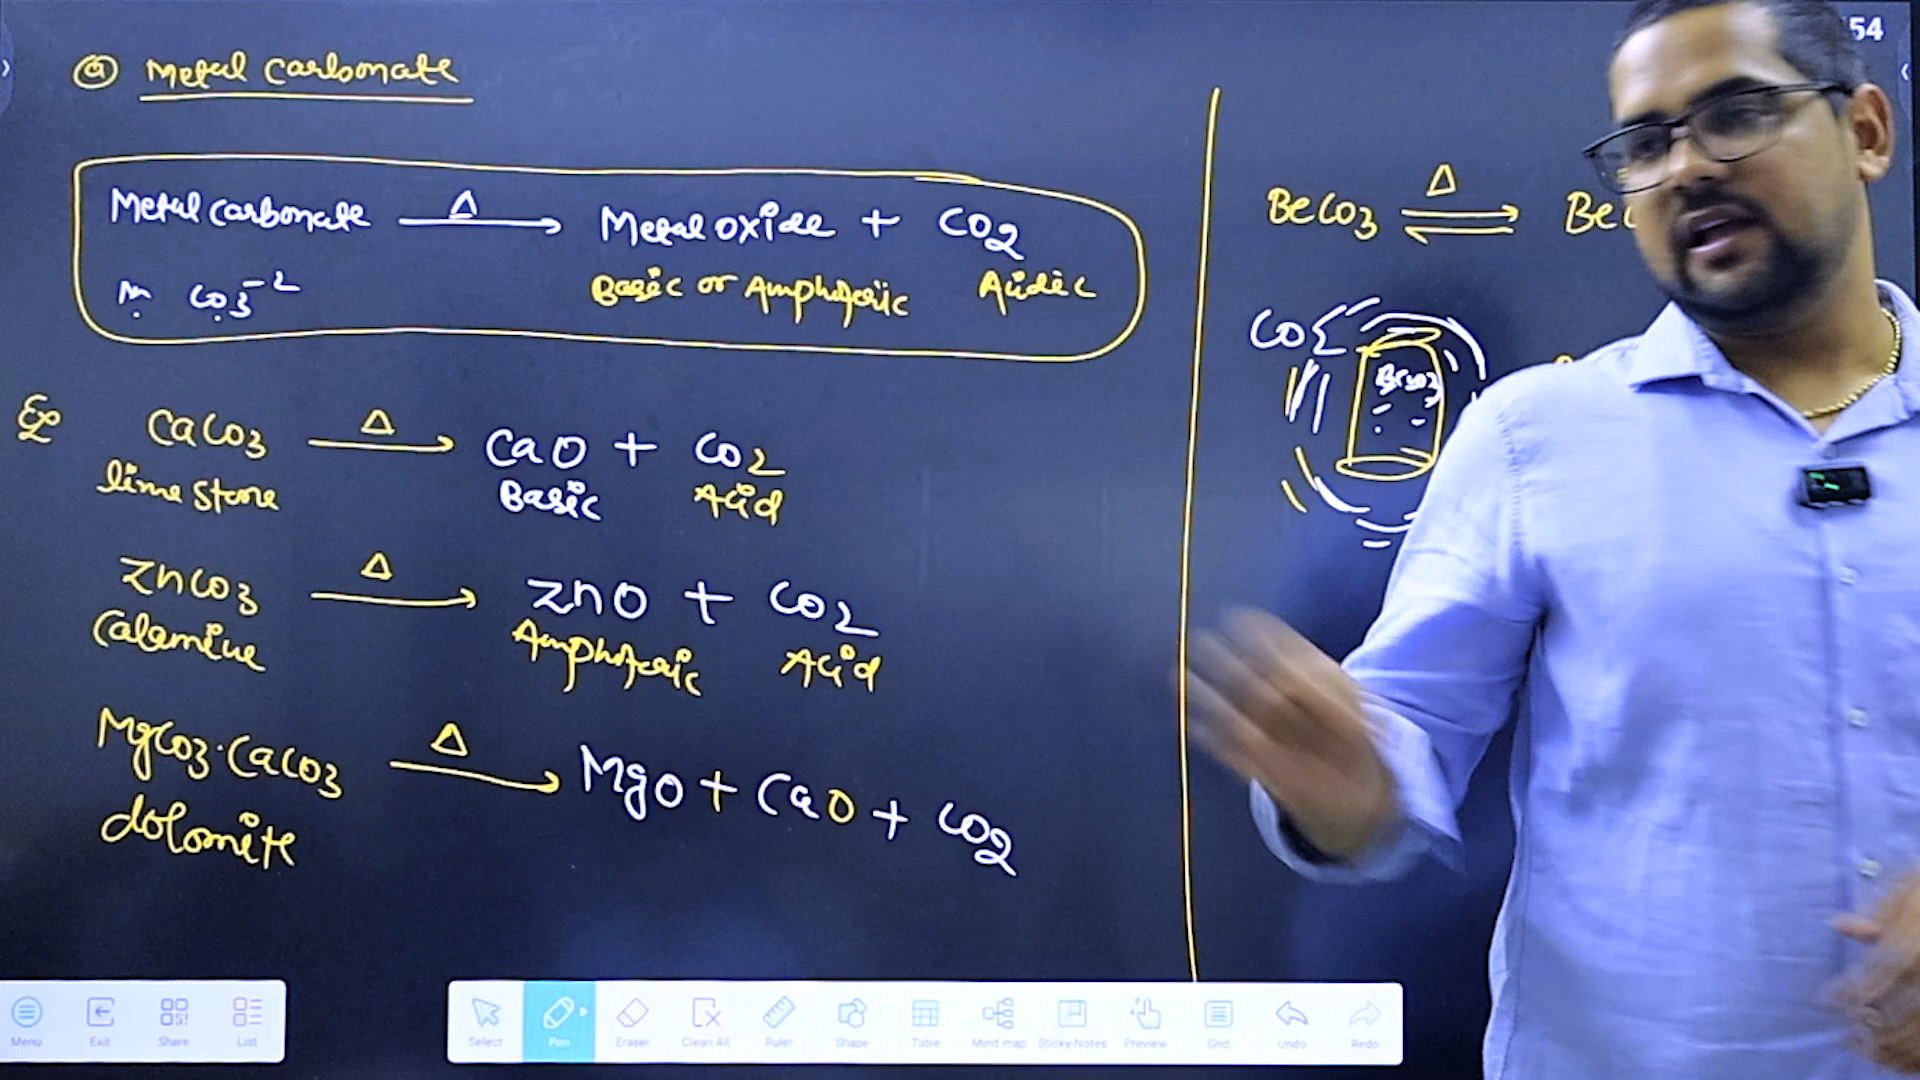 a Metal Carbonate
Metal carbonate Δ→ Metal oxide + CO2
M CO3⁻² Basic or Amphoteric Acidic
Ex CaCO3 Δ→ CaO + CO2
lime stone Basic Acid
ZnCO3 Δ→ ZnO + CO2
Calamine Amphoteric Acid
MgCO3·CaCO3 Δ→ MgO + CaO + CO2
dolomite
54
BeCO3 Δ⇌ Be
CO2
BeCO3
Menu Exit Share List Select Pen Eraser Clean All Ruler Shape Table Mind map Sticky-Notes Preview Grid Undo Redo